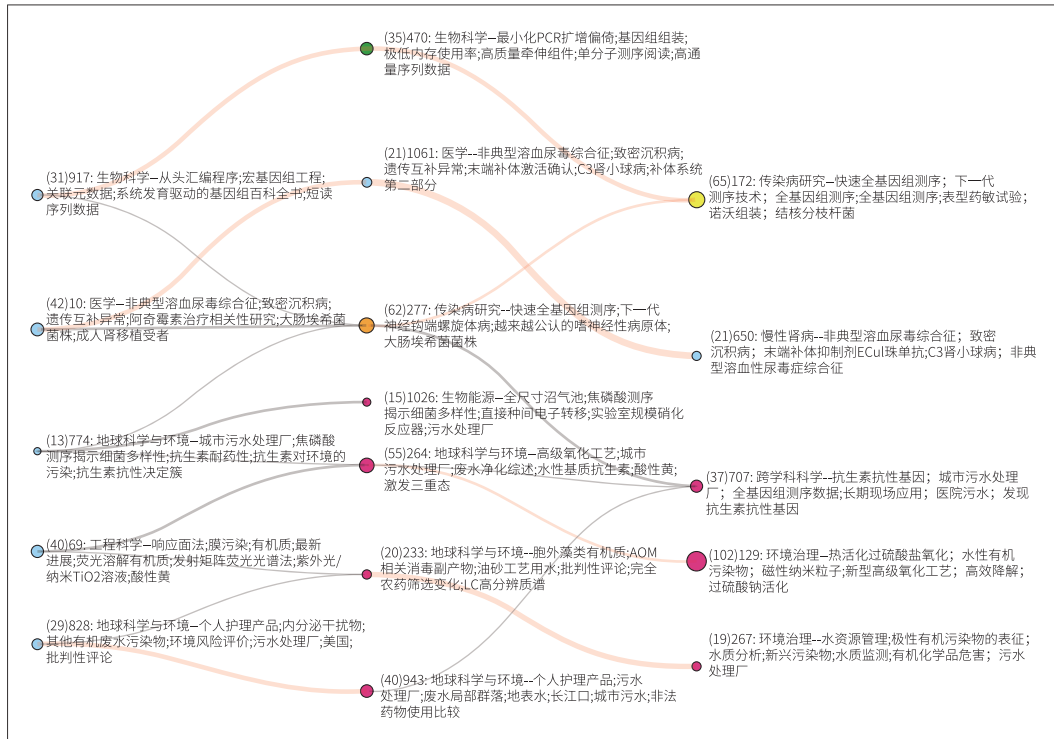 (35)470: 生物科学–最小化PCR扩增偏倚;基因组组装;
极低内存使用率;高质量牵伸组件;单分子测序阅读;高通
量序列数据
(31)917: 生物科学–从头汇编程序;宏基因组工程;
关联元数据;系统发育驱动的基因组百科全书;短读
序列数据
(21)1061: 医学--非典型溶血尿毒综合征;致密沉积病;
遗传互补异常;末端补体激活确认;C3肾小球病;补体系统
第二部分
(65)172: 传染病研究–快速全基因组测序；下一代
测序技术； 全基因组测序;全基因组测序;表型药敏试验；
诺沃组装；结核分枝杆菌
(42)10: 医学–非典型溶血尿毒综合征;致密沉积病;
遗传互补异常;阿奇霉素治疗相关性研究;大肠埃希菌
菌株;成人肾移植受者
(62)277: 传染病研究--快速全基因组测序;下一代
神经钩端螺旋体病;越来越公认的嗜神经性病原体;
大肠埃希菌菌株
(21)650: 慢性肾病–非典型溶血尿毒综合征； 致密
沉积病；末端补体抑制剂ECul珠单抗;C3肾小球病；非典
型溶血性尿毒症综合征
(15)1026: 生物能源–全尺寸沼气池;焦磷酸测序
揭示细菌多样性;直接种间电子转移;实验室规模硝化
反应器;污水处理厂
(13)774: 地球科学与环境–城市污水处理厂;焦磷酸
测序揭示细菌多样性;抗生素耐药性;抗生素对环境的
污染;抗生素抗性决定簇
(55)264: 地球科学与环境–高级氧化工艺;城市
污水处理厂;废水净化综述;水性基质抗生素;酸性黄;
激发三重态
(37)707: 跨学科科学--抗生素抗性基因； 城市污水处理
厂；全基因组测序数据;长期现场应用；医院污水；发现
抗生素抗性基因
(40)69: 工程科学–响应面法;膜污染;有机质;最新
进展;荧光溶解有机质;发射矩阵荧光光谱法;紫外光/
纳米TiO2溶液;酸性黄
(20)233: 地球科学与环境--胞外藻类有机质;AOM
相关消毒副产物;油砂工艺用水;批判性评论;完全
农药筛选变化;LC高分辨质谱
(102)129: 环境治理–热活化过硫酸盐氧化； 水性有机
污染物；磁性纳米粒子;新型高级氧化工艺；高效降解；
过硫酸钠活化
(29)828: 地球科学与环境–个人护理产品;内分泌干扰物;
其他有机废水污染物;环境风险评价;污水处理厂;美国;
批判性评论
(19)267: 环境治理--水资源管理;极性有机污染物的表征；
水质分析;新兴污染物;水质监测;有机化学品危害；污水
处理厂
(40)943: 地球科学与环境--个人护理产品;污水
处理厂;废水局部群落;地表水;长江口;城市污水;非法
药物使用比较